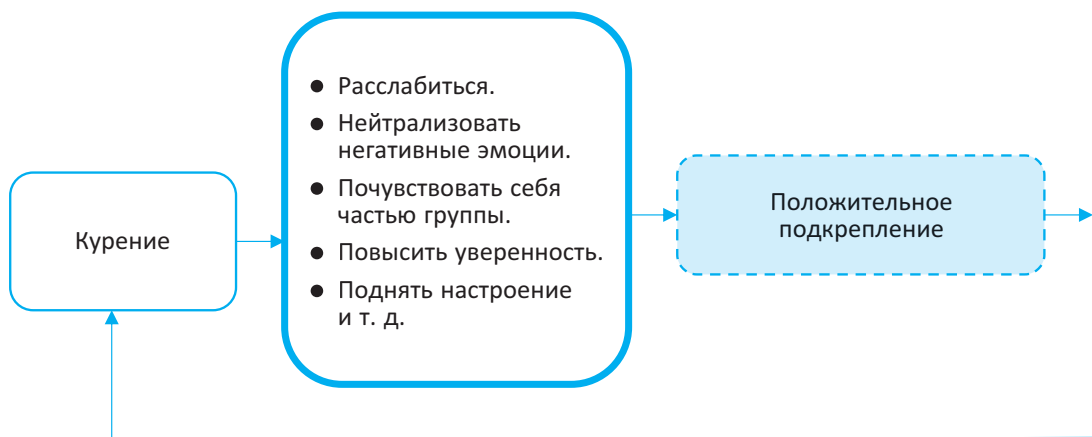 Курение
● Расслабиться.
● Нейтрализовать
негативные эмоции.
● Почувствовать себя
частью группы.
● Повысить уверенность.
● Поднять настроение
и т. д.
Положительное
подкрепление